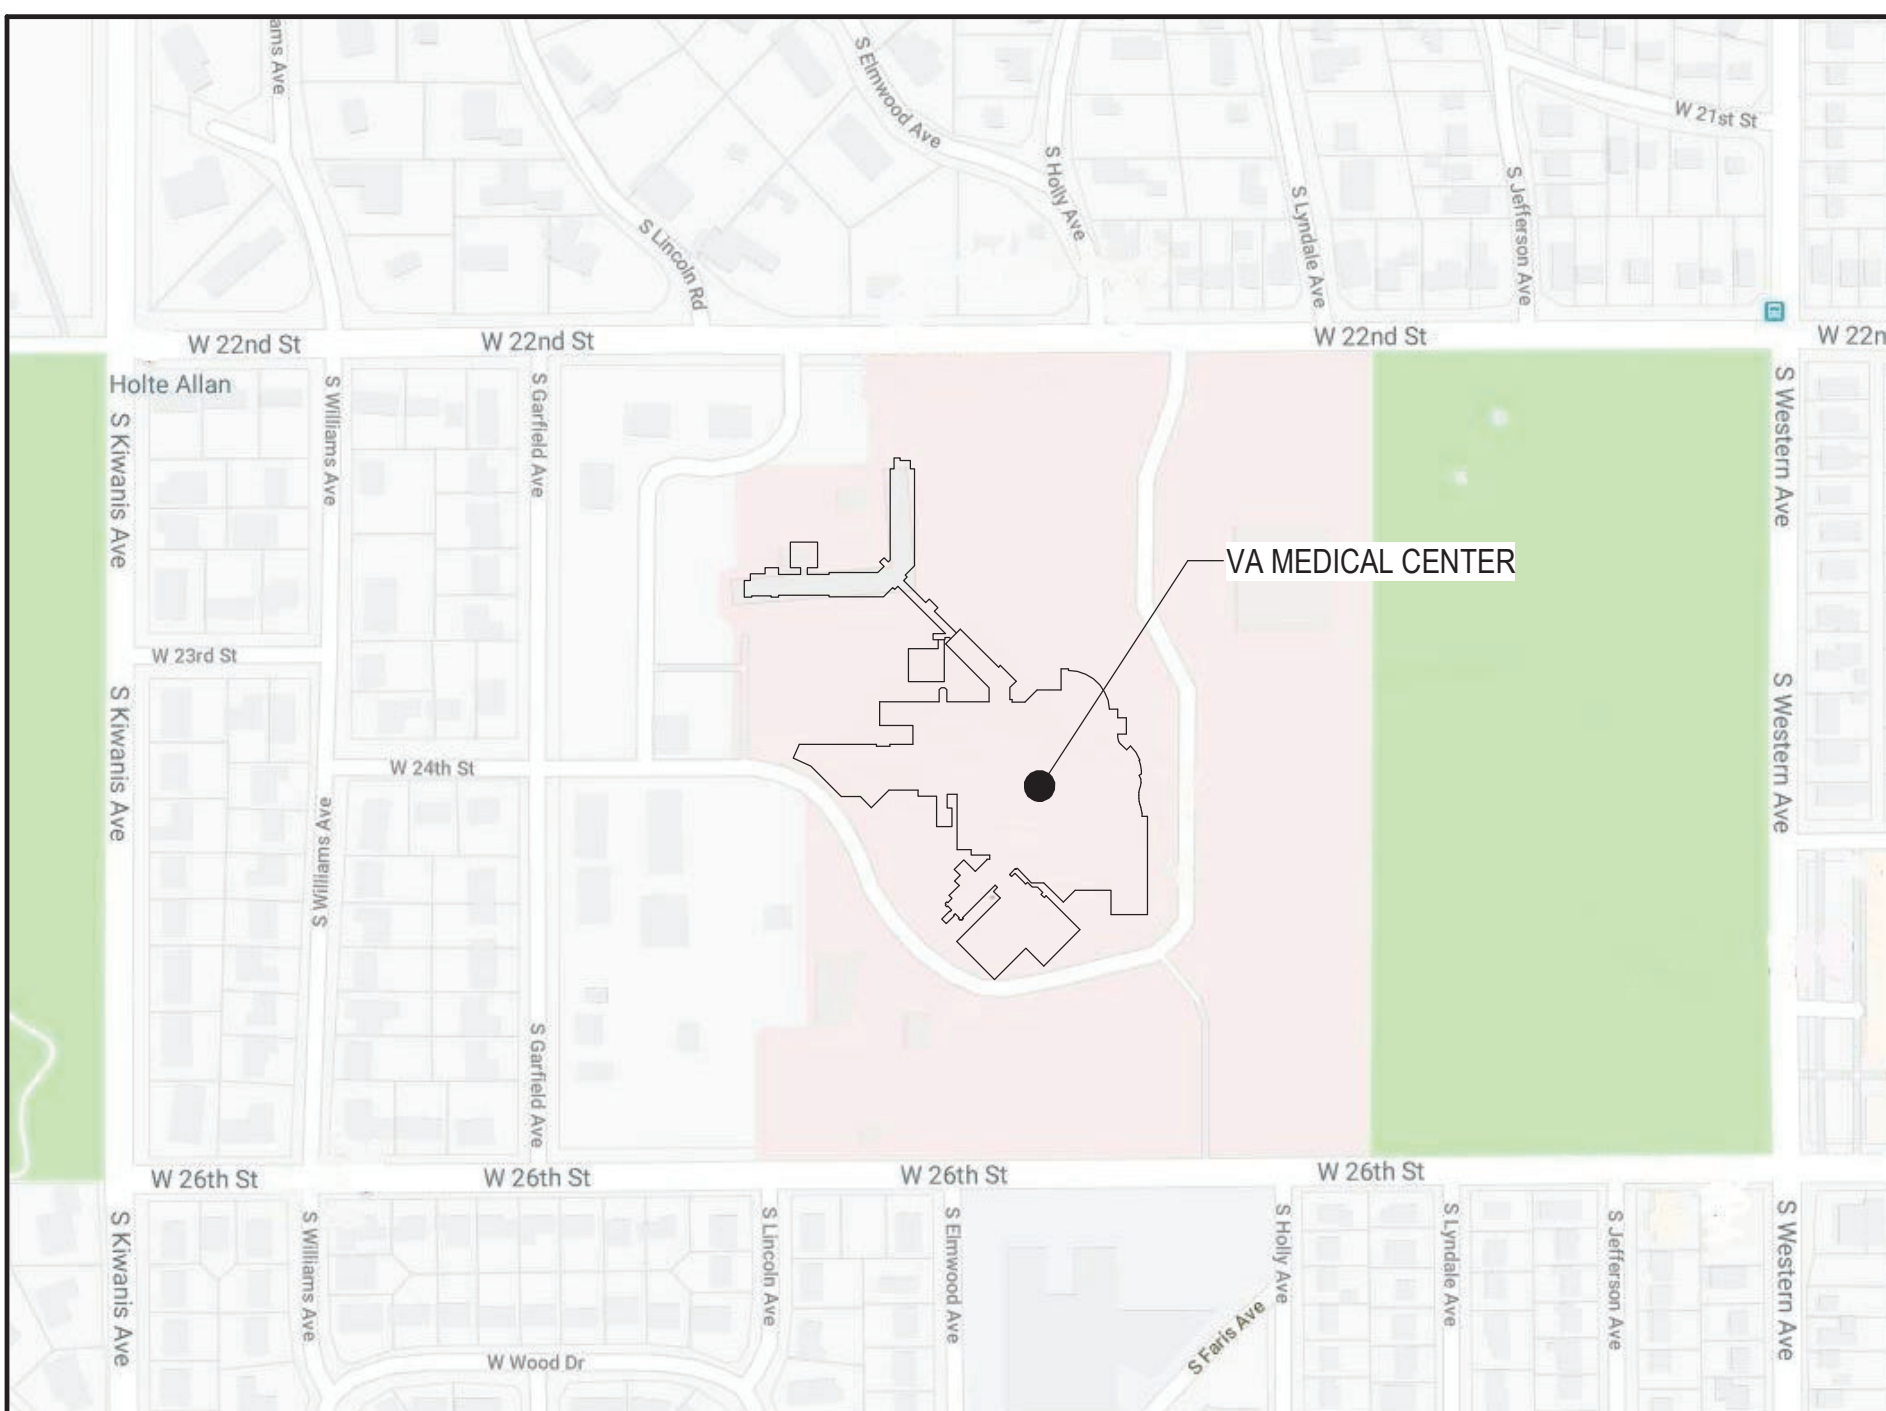 ams Ave
S Elmwood Ave
W 21st St
S Holly Ave
S Lincoln Rd
S Lyndale Ave
S Jefferson Ave
W 22nd St
W 22nd St
W 22nd St
W 22n
Holte Allan
S Kiwanis Ave
S Williams Ave
S Garfield Ave
S Western Ave
VA MEDICAL CENTER
W 23rd St
S Kiwanis Ave
S Western Ave
W 24th St
S Williams Ave
S Garfield Ave
W 26th St
W 26th St
W 26th St
W 26th St
S Kiwanis Ave
S Williams Ave
S Lincoln Ave
S Elmwood Ave
S Holly Ave
S Lyndale Ave
S Jefferson Ave
S Western Ave
S Faris Ave
W Wood Dr